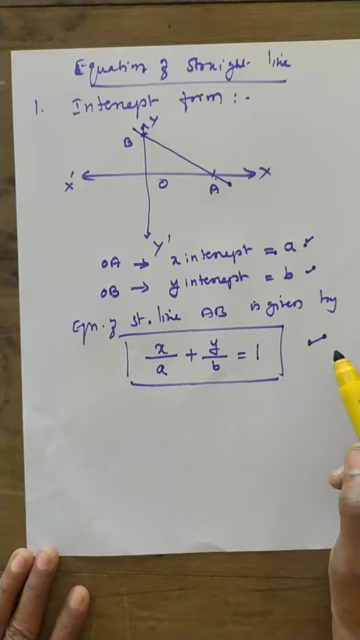 Equation of Straight line
1. Intercept form :-
Y
B
X' O A X
Y'
OA → x intercept = a ✓
OB → y intercept = b ✓
Eqn. of st. line AB is given by
x/a + y/b = 1